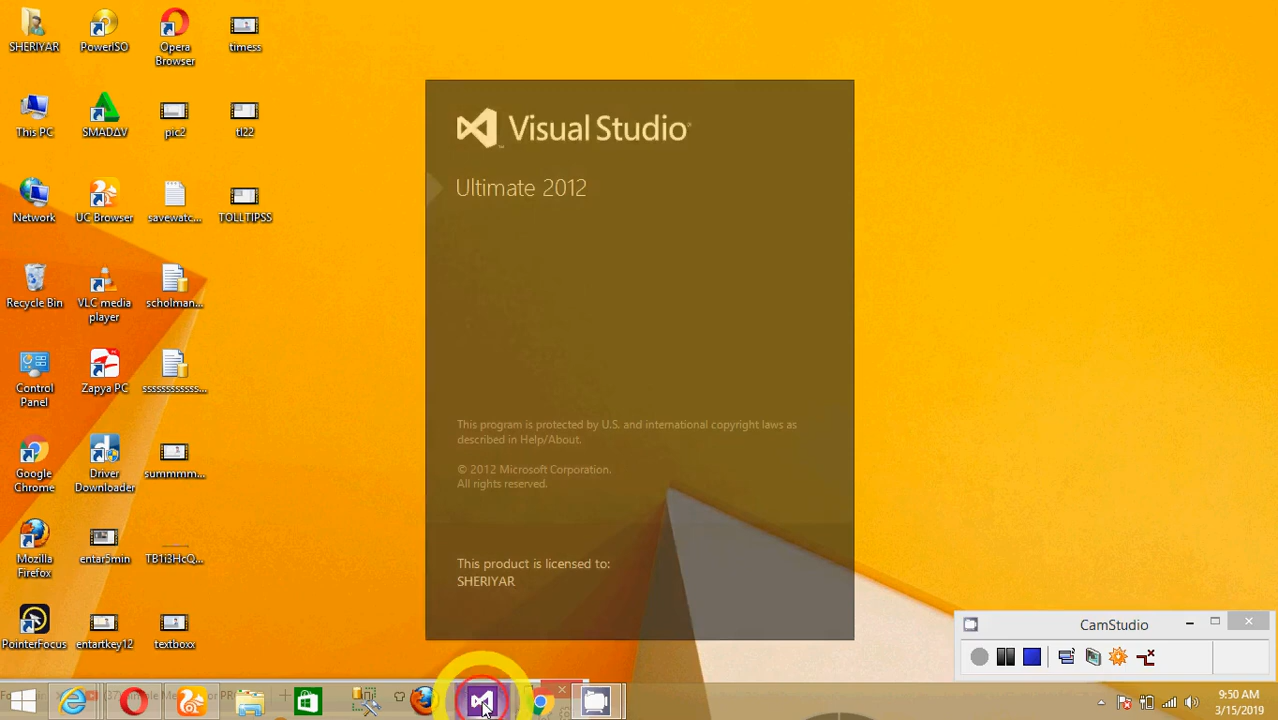 SHERIYAR
PowerISO
Opera
Browser
timess
This PC
SMADΔV
pic2
tl22
Network
UC Browser
savewatc...
TOLLTIPSS
Recycle Bin
VLC media
player
scholman...
Control
Panel
Zapya PC
ssssssssssss...
Google
Chrome
Driver
Downloader
summmm...
Mozilla
Firefox
entar5min
TB1i3HcQ...
PointerFocus
entartkey12
textboxx
Visual Studio
Ultimate 2012
This program is protected by U.S. and international copyright laws as
described in Help/About.
© 2012 Microsoft Corporation.
All rights reserved.
This product is licensed to:
SHERIYAR
CamStudio
9:50 AM
3/15/2019